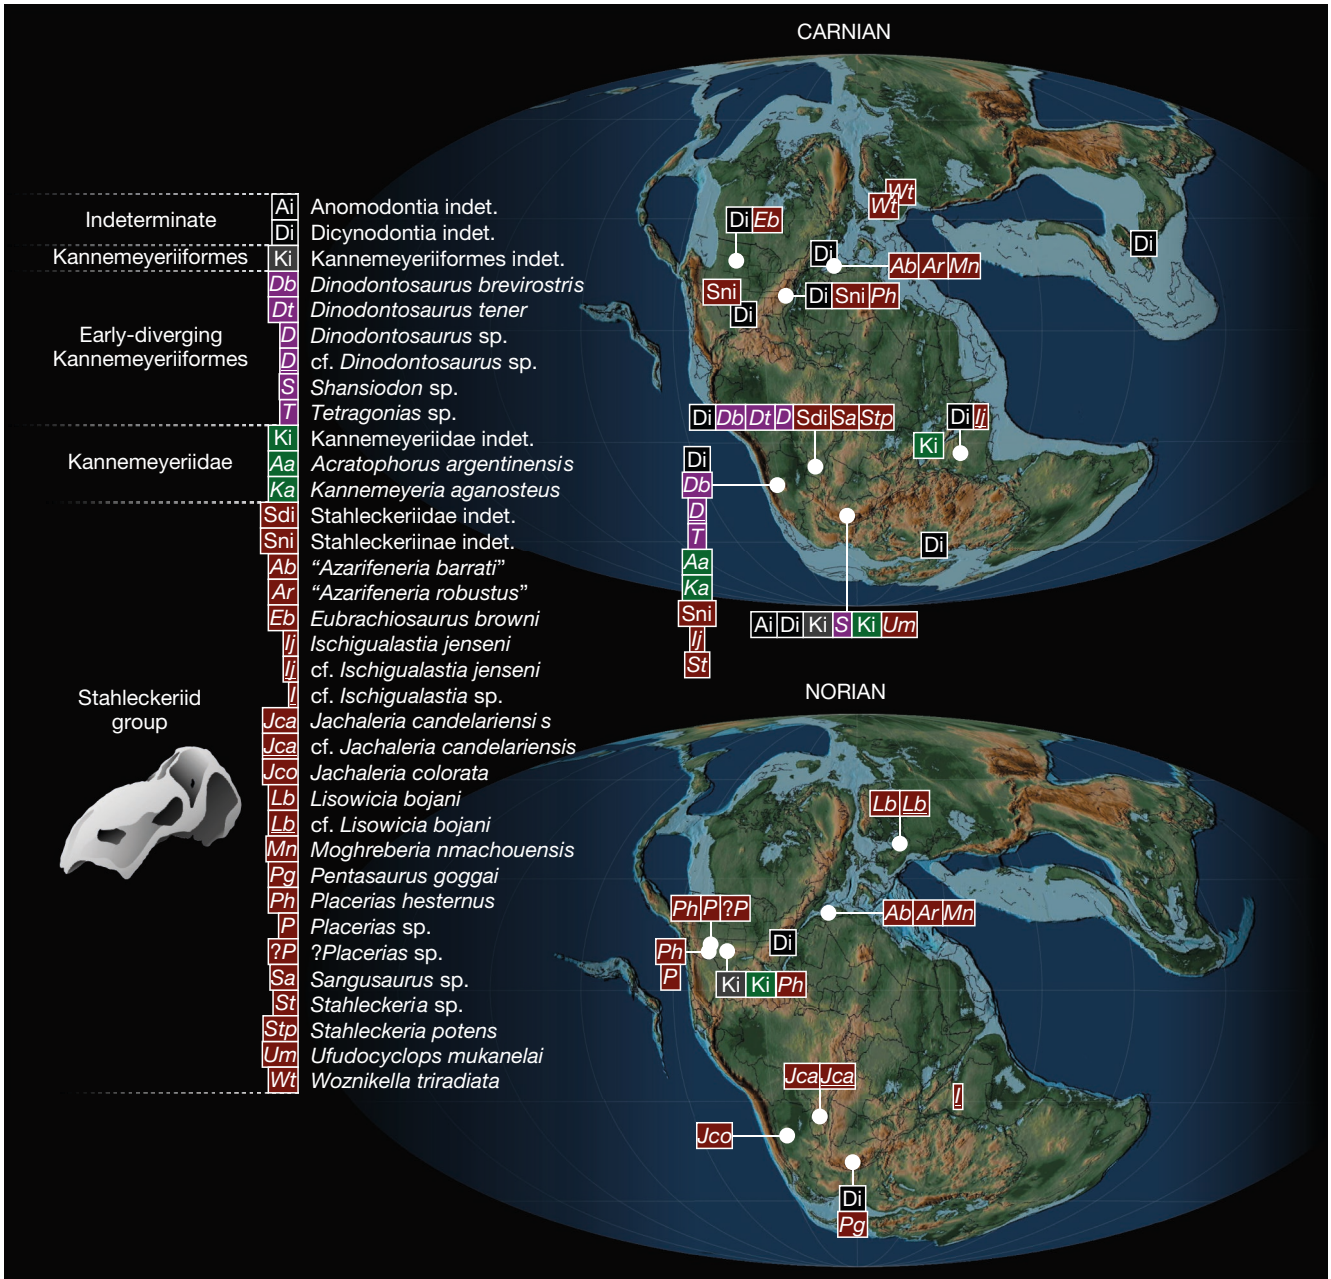 CARNIAN
Indeterminate
Ai Anomodontia indet.
Di Dicynodontia indet.
Kannemeyeriiformes
Ki Kannemeyeriiformes indet.
Early-diverging
Kannemeyeriiformes
Db Dinodontosaurus brevirostris
Dt Dinodontosaurus tener
D Dinodontosaurus sp.
D cf. Dinodontosaurus sp.
S Shansiodon sp.
T Tetragonias sp.
Kannemeyeriidae
Ki Kannemeyeriidae indet.
Aa Acratophorus argentinensis
Ka Kannemeyeria aganosteus
Stahleckeriid
group
Sdi Stahleckeriidae indet.
Sni Stahleckeriinae indet.
Ab “Azarifeneria barrati”
Ar “Azarifeneria robustus”
Eb Eubrachiosaurus browni
Ij Ischigualastia jenseni
Ij cf. Ischigualastia jenseni
I cf. Ischigualastia sp.
Jca Jachaleria candelariensi s
Jca cf. Jachaleria candelariensis
Jco Jachaleria colorata
Lb Lisowicia bojani
Lb cf. Lisowicia bojani
Mn Moghreberia nmachouensis
Pg Pentasaurus goggai
Ph Placerias hesternus
P Placerias sp.
?P ?Placerias sp.
Sa Sangusaurus sp.
St Stahleckeria sp.
Stp Stahleckeria potens
Um Ufudocyclops mukanelai
Wt Woznikella triradiata
Wt
Wt
Di Eb
Di
Di
Ab Ar Mn
Sni
Di
Di Sni Ph
Di Db Dt D Sdi Sa Stp
Di Ij
Ki
Di
Db
D
T
Aa
Ka
Sni
Ij
St
Di
Ai Di Ki S Ki Um
NORIAN
Lb Lb
Ph P ?P
Ab Ar Mn
Di
Ph
P
Ki Ki Ph
Jca Jca
I
Jco
Di
Pg